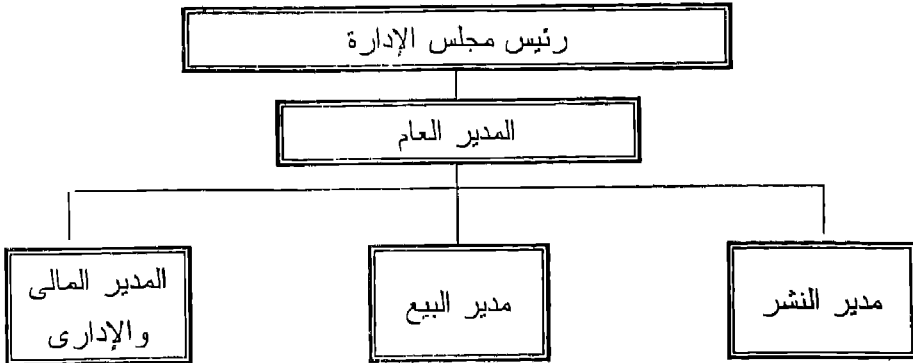 رئيس مجلس الإدارة
المدير العام
مدير النشر
مدير البيع
المدير المالى
والإدارى